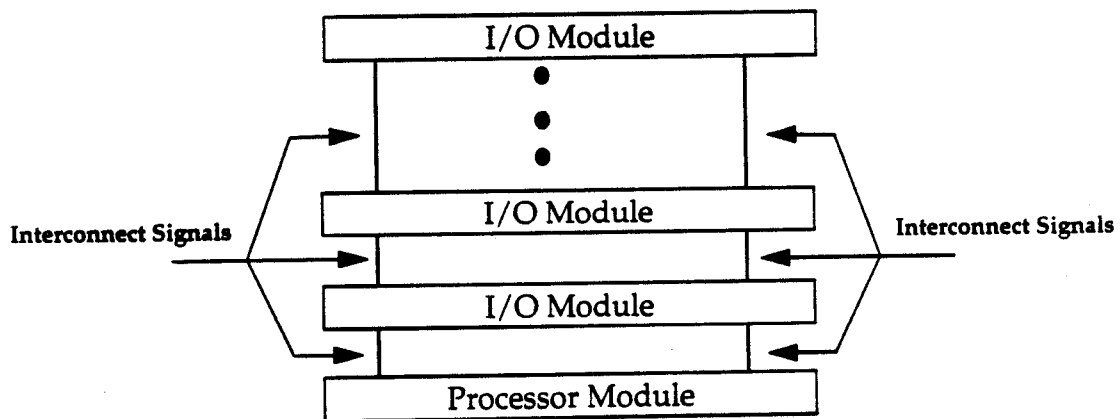 I/O Module
I/O Module
Interconnect Signals
Interconnect Signals
I/O Module
Processor Module